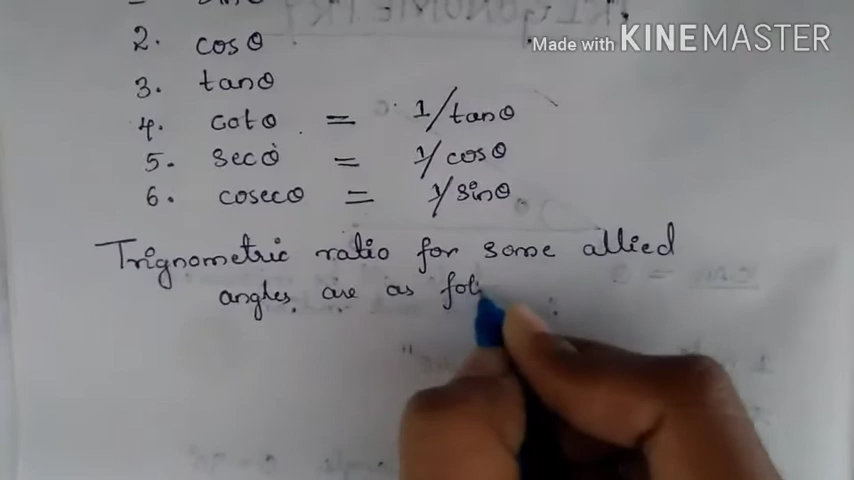 Made with KINEMASTER
2. cosθ
3. tanθ
4. cotθ = 1/tanθ
5. secθ = 1/cosθ
6. cosecθ = 1/sinθ
Trignometric ratio for some allied
angles are as fol